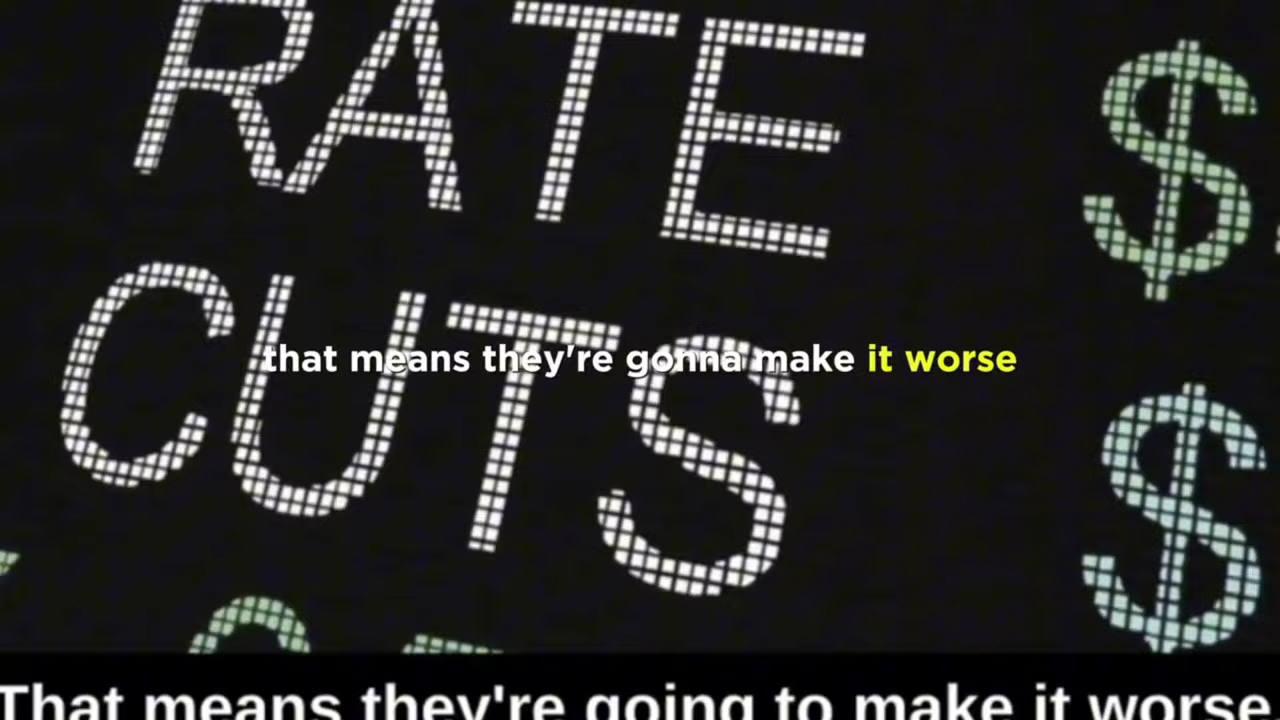 RATE $
CUTS
that means they're gonna make it worse
$
That means they're going to make it worse